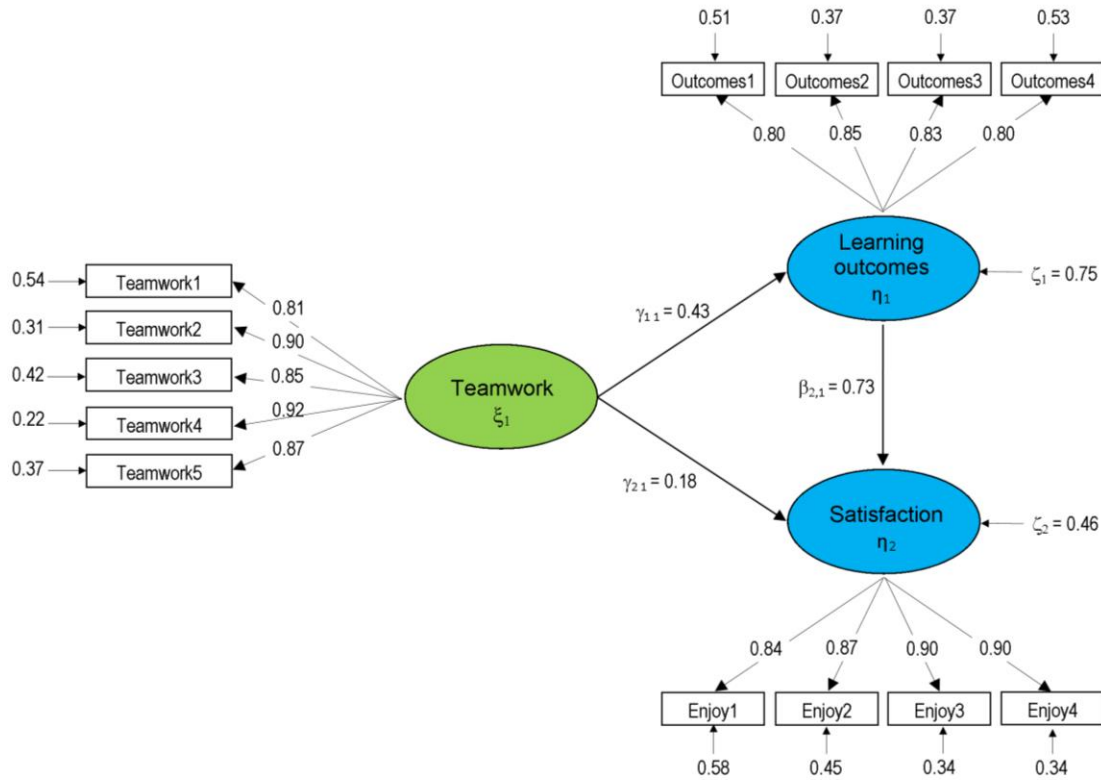 0.51
0.37
0.37
0.53
Outcomes1
Outcomes2
Outcomes3
Outcomes4
0.80
0.85
0.83
0.80
Learning
outcomes
η₁
ζ₁ = 0.75
0.54
Teamwork1
0.81
0.31
Teamwork2
0.90
0.42
Teamwork3
0.85
0.22
Teamwork4
0.92
0.37
Teamwork5
0.87
Teamwork
ξ₁
γ₁ ₁ = 0.43
β₂,₁ = 0.73
γ₂ ₁ = 0.18
Satisfaction
η₂
ζ₂ = 0.46
0.84
0.87
0.90
0.90
Enjoy1
Enjoy2
Enjoy3
Enjoy4
0.58
0.45
0.34
0.34